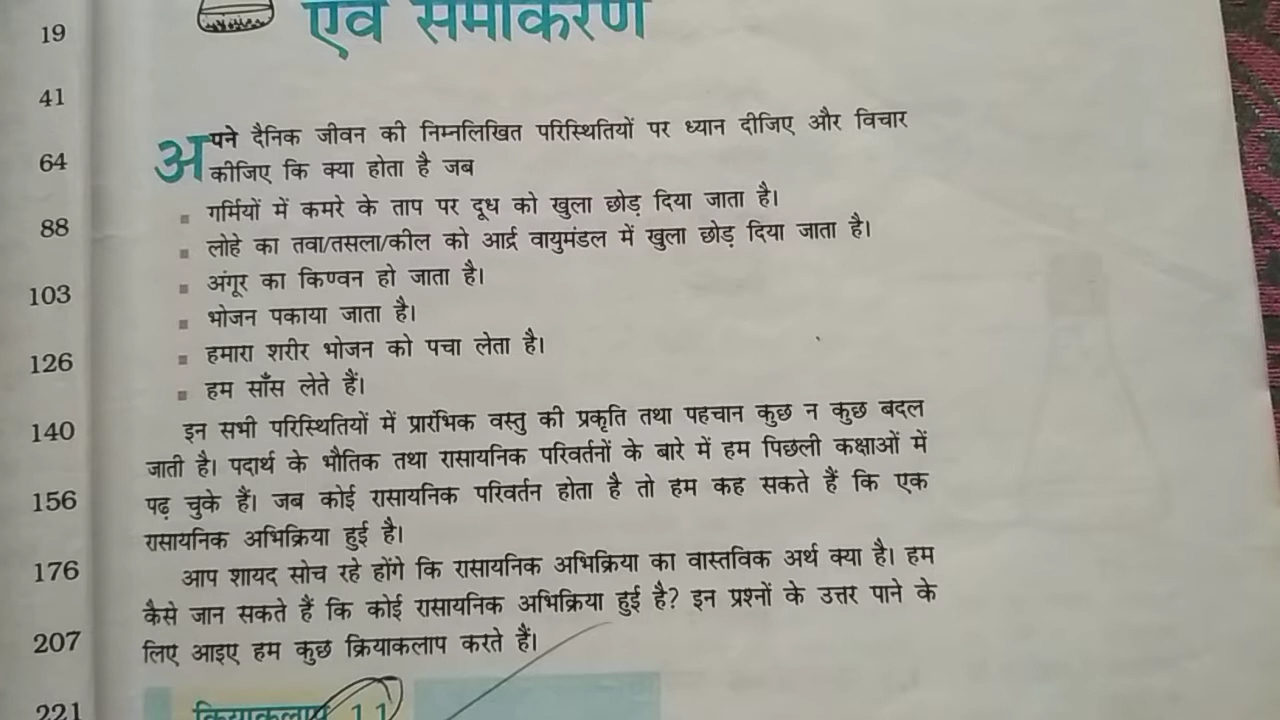 एवं समीकरण
19
41
64
88
103
126
140
156
176
207
221
अपने दैनिक जीवन की निम्नलिखित परिस्थितियों पर ध्यान दीजिए और विचार
कीजिए कि क्या होता है जब
▪ गर्मियों में कमरे के ताप पर दूध को खुला छोड़ दिया जाता है।
▪ लोहे का तवा/तसला/कील को आर्द्र वायुमंडल में खुला छोड़ दिया जाता है।
▪ अंगूर का किण्वन हो जाता है।
▪ भोजन पकाया जाता है।
▪ हमारा शरीर भोजन को पचा लेता है।
▪ हम साँस लेते हैं।
इन सभी परिस्थितियों में प्रारंभिक वस्तु की प्रकृति तथा पहचान कुछ न कुछ बदल
जाती है। पदार्थ के भौतिक तथा रासायनिक परिवर्तनों के बारे में हम पिछली कक्षाओं में
पढ़ चुके हैं। जब कोई रासायनिक परिवर्तन होता है तो हम कह सकते हैं कि एक
रासायनिक अभिक्रिया हुई है।
आप शायद सोच रहे होंगे कि रासायनिक अभिक्रिया का वास्तविक अर्थ क्या है। हम
कैसे जान सकते हैं कि कोई रासायनिक अभिक्रिया हुई है? इन प्रश्नों के उत्तर पाने के
लिए आइए हम कुछ क्रियाकलाप करते हैं।
क्रियाकलाप 1.1